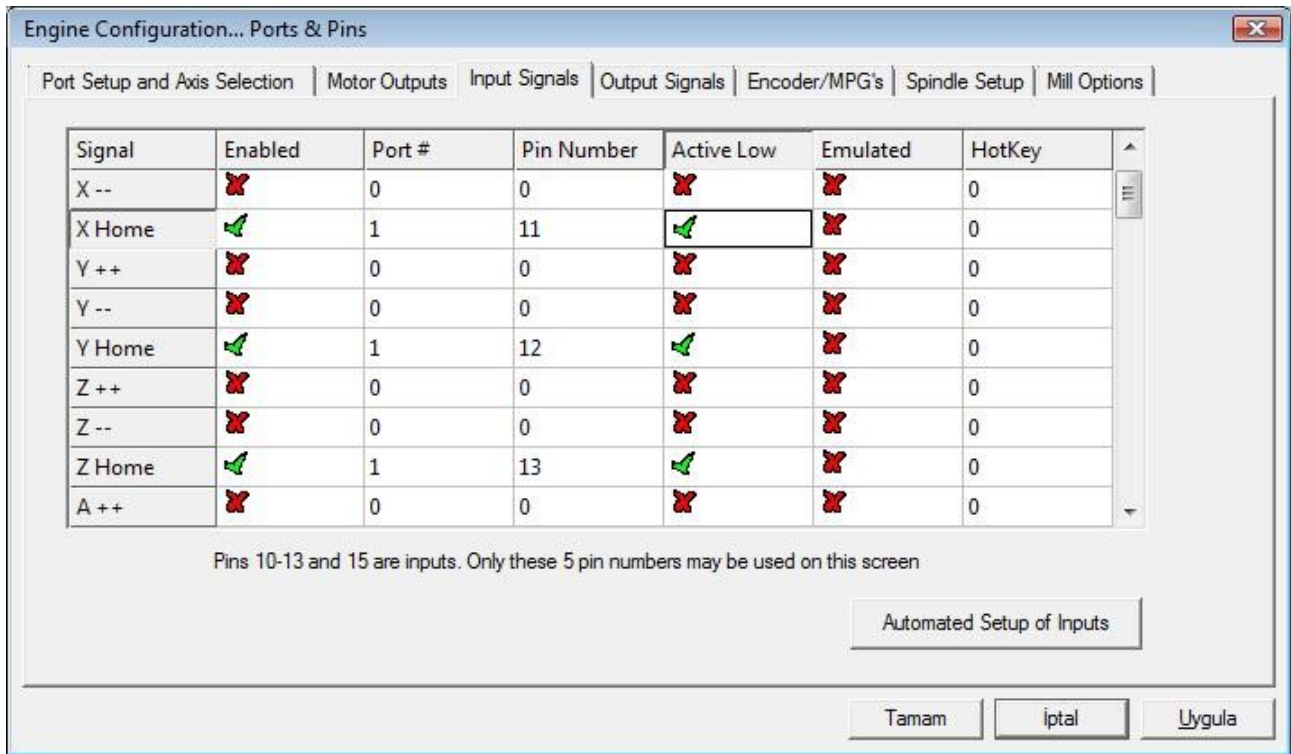 Engine Configuration... Ports & Pins
Port Setup and Axis Selection Motor Outputs Input Signals Output Signals Encoder/MPG's Spindle Setup Mill Options
Signal Enabled Port # Pin Number Active Low Emulated HotKey
X -- 0 0 0
X Home 1 11 0
Y ++ 0 0 0
Y -- 0 0 0
Y Home 1 12 0
Z ++ 0 0 0
Z -- 0 0 0
Z Home 1 13 0
A ++ 0 0 0
Pins 10-13 and 15 are inputs. Only these 5 pin numbers may be used on this screen
Automated Setup of Inputs
Tamam İptal Uygula